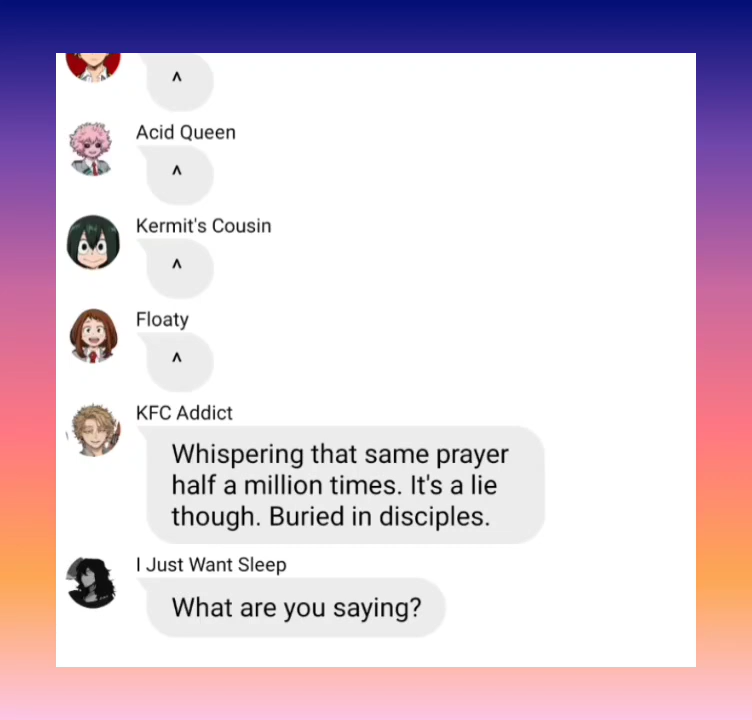 ^
Acid Queen
^
Kermit's Cousin
^
Floaty
^
KFC Addict
Whispering that same prayer
half a million times. It's a lie
though. Buried in disciples.
I Just Want Sleep
What are you saying?